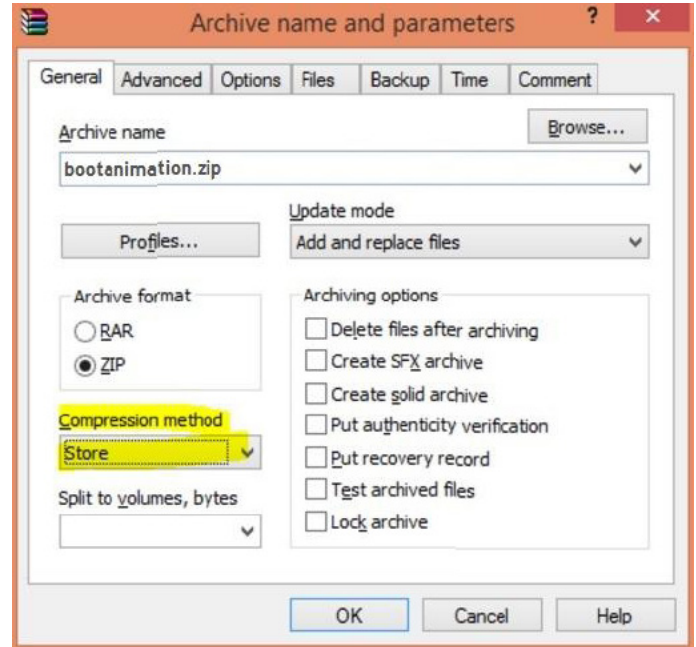 Archive name and parameters ?
General Advanced Options Files Backup Time Comment
Archive name Browse...
bootanimation.zip
Update mode
Profiles... Add and replace files
Archive format Archiving options
RAR Delete files after archiving
ZIP Create SFX archive
Create solid archive
Compression method Put authenticity verification
Store Put recovery record
Split to volumes, bytes Test archived files
Lock archive
OK Cancel Help